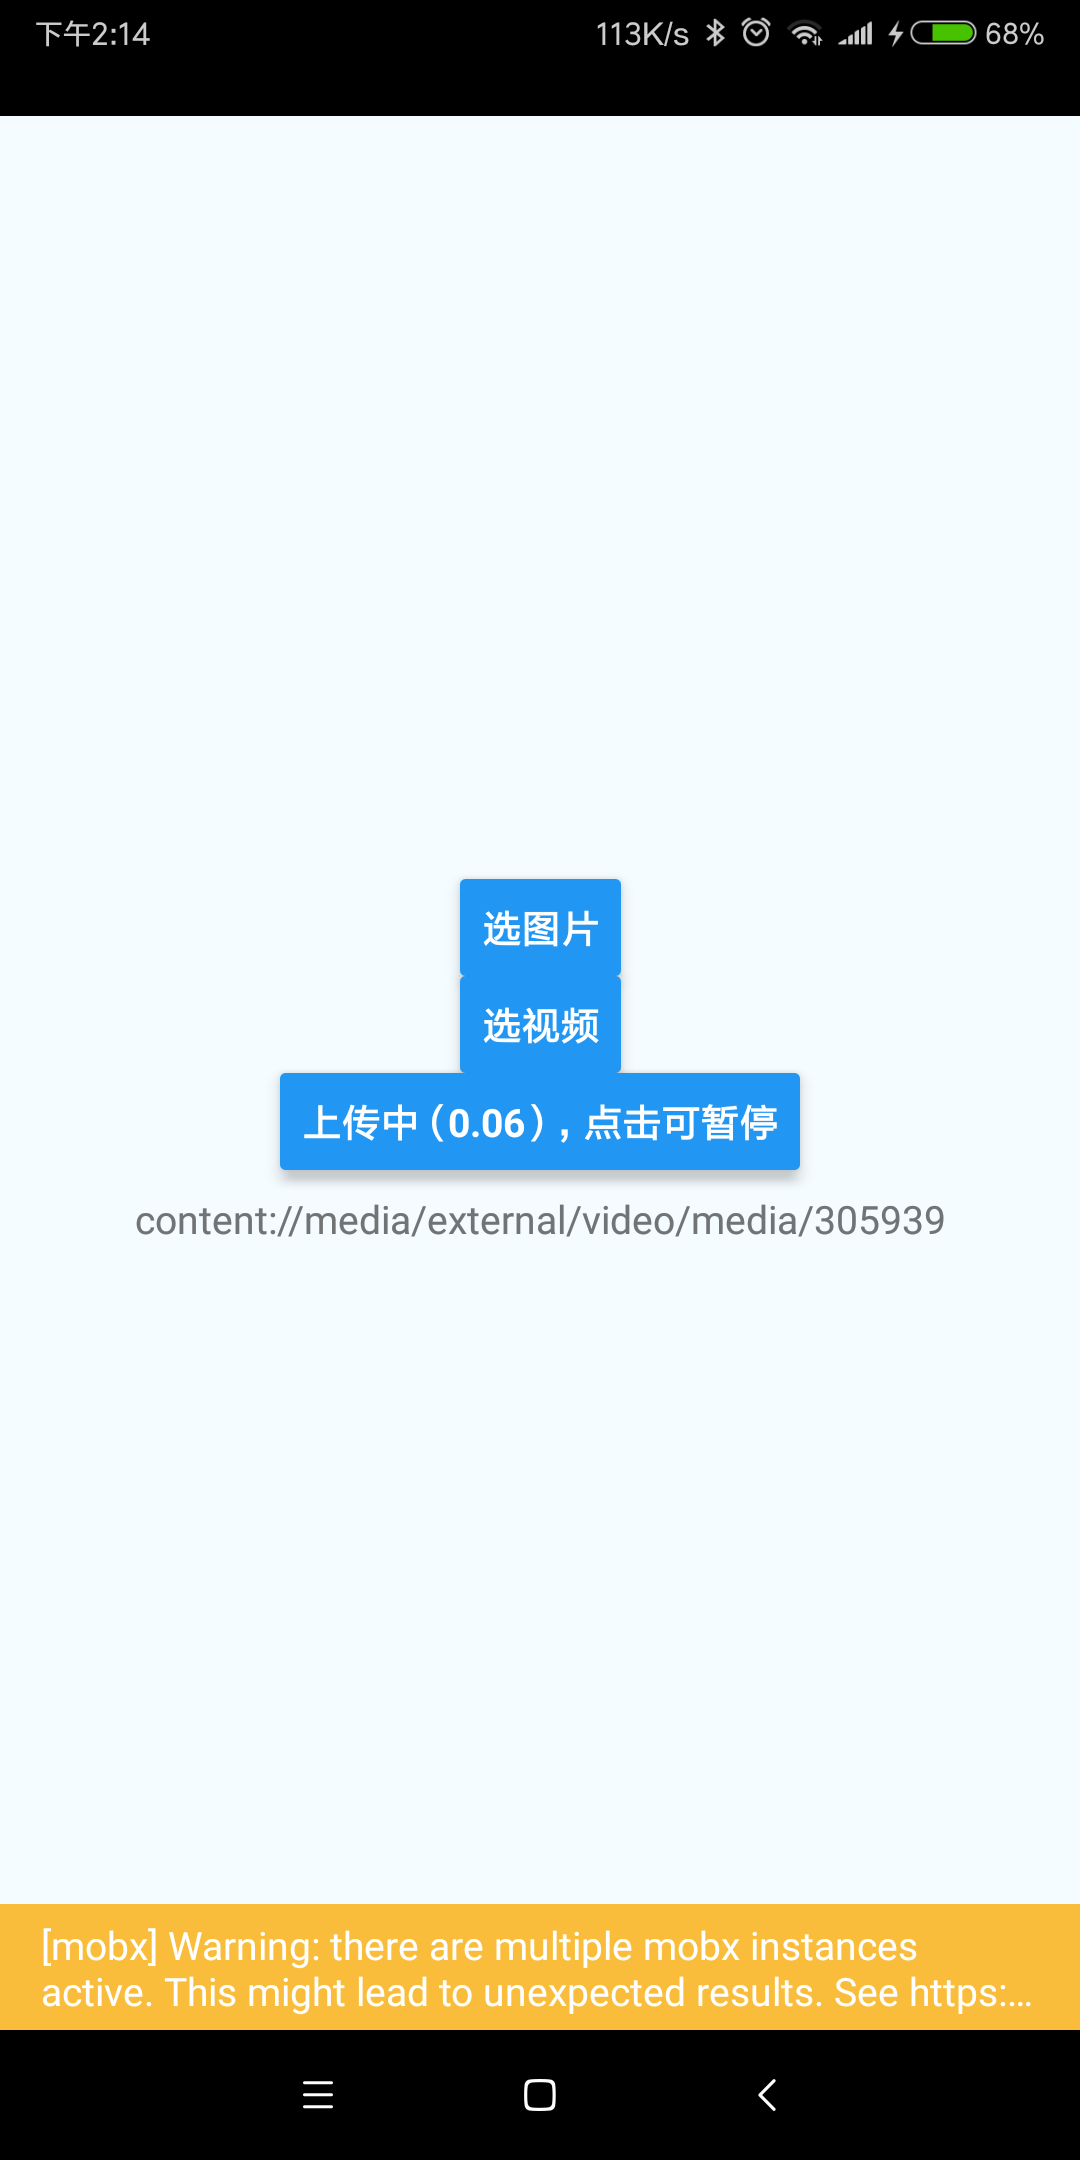 下午2:14 113K/s 68%
选图片
选视频
上传中（0.06），点击可暂停
content://media/external/video/media/305939
[mobx] Warning: there are multiple mobx instances
active. This might lead to unexpected results. See https:...